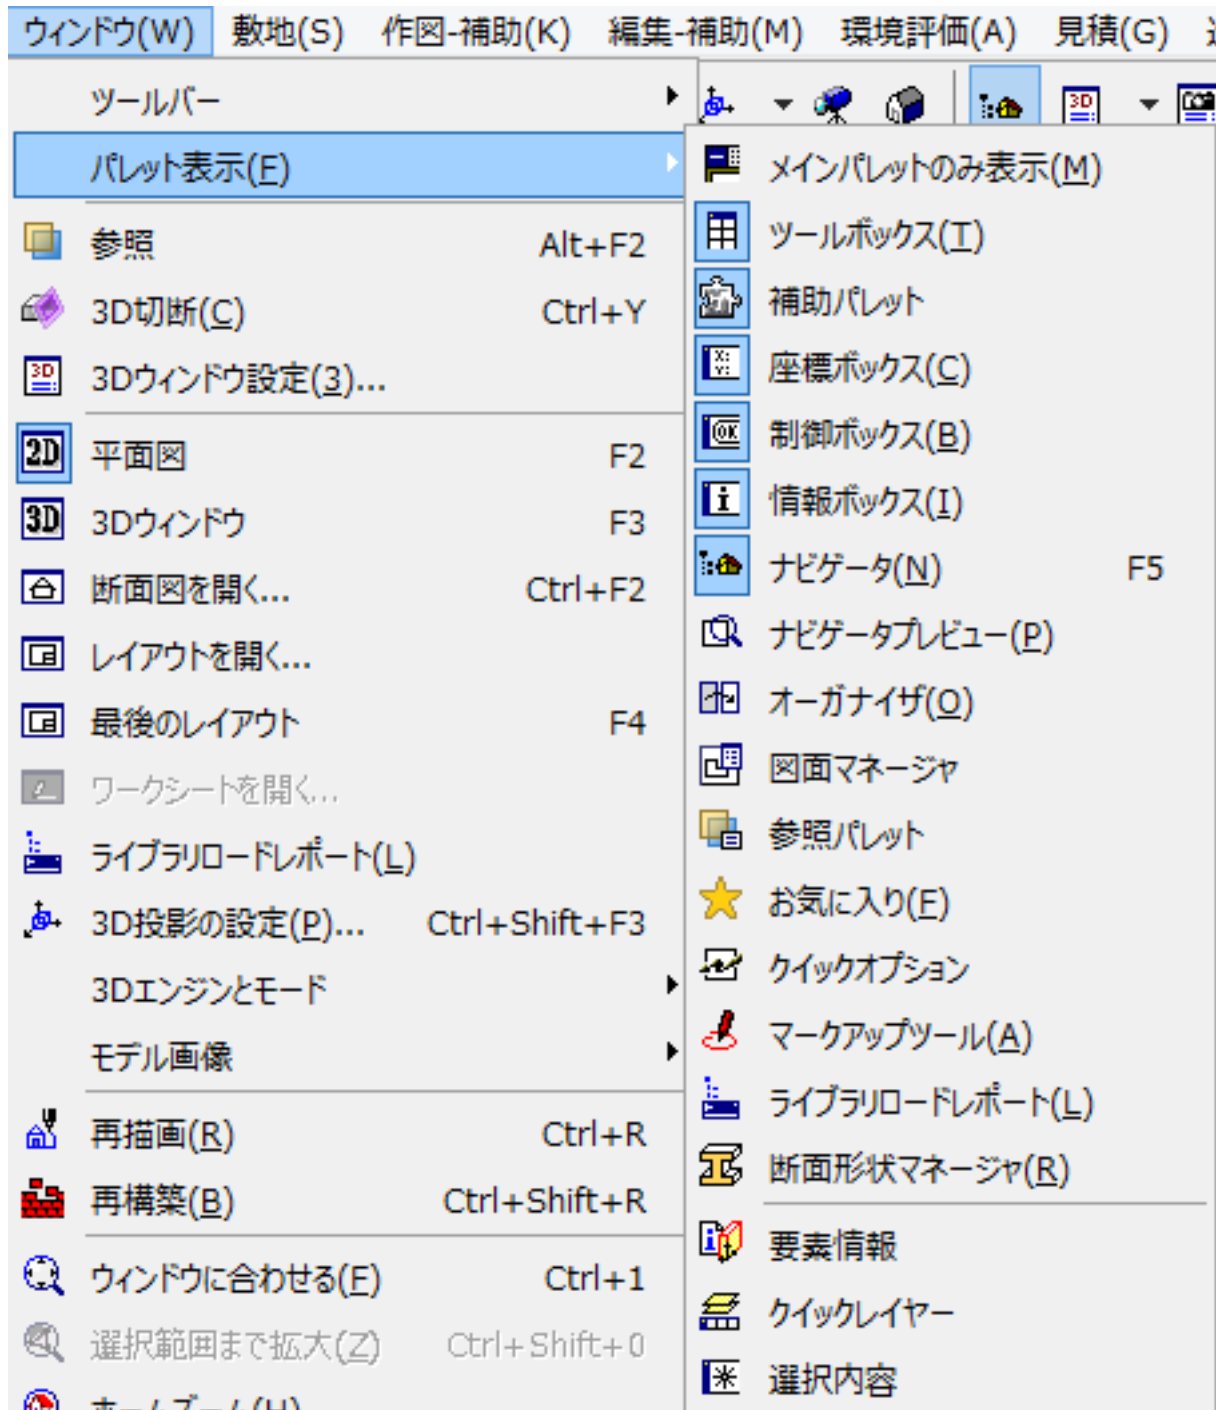 ウィンドウ(W) 敷地(S) 作図-補助(K) 編集-補助(M) 環境評価(A) 見積(G)
ツールバー
パレット表示(F)
参照 Alt+F2
3D切断(C) Ctrl+Y
3Dウィンドウ設定(3)...
平面図 F2
3Dウィンドウ F3
断面図を開く... Ctrl+F2
レイアウトを開く...
最後のレイアウト F4
ワークシートを開く...
ライブラリロードレポート(L)
3D投影の設定(P)... Ctrl+Shift+F3
3Dエンジンとモード
モデル画像
再描画(R) Ctrl+R
再構築(B) Ctrl+Shift+R
ウィンドウに合わせる(F) Ctrl+1
選択範囲まで拡大(Z) Ctrl+Shift+0
ホームズーム(H)
メインパレットのみ表示(M)
ツールボックス(T)
補助パレット
座標ボックス(C)
制御ボックス(B)
情報ボックス(I)
ナビゲータ(N) F5
ナビゲータプレビュー(P)
オーガナイザ(O)
図面マネージャ
参照パレット
お気に入り(F)
クイックオプション
マークアップツール(A)
ライブラリロードレポート(L)
断面形状マネージャ(R)
要素情報
クイックレイヤー
選択内容